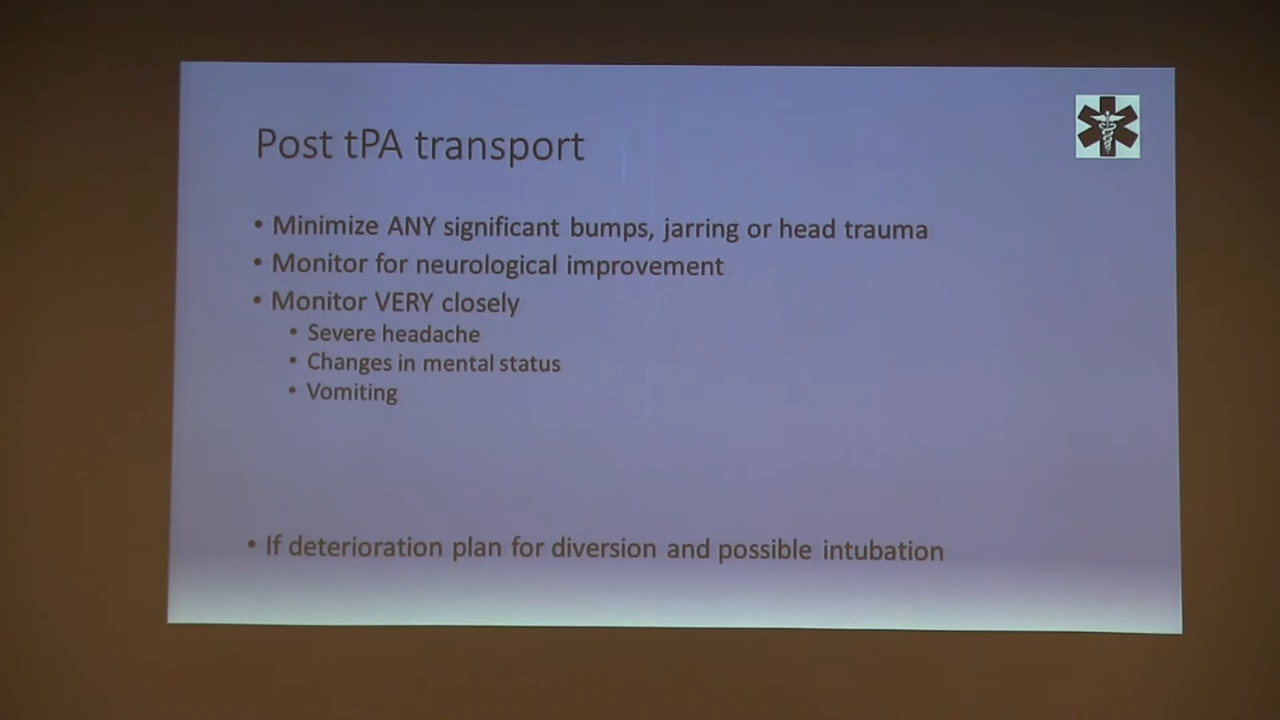 Post tPA transport
• Minimize ANY significant bumps, jarring or head trauma
• Monitor for neurological improvement
• Monitor VERY closely
• Severe headache
• Changes in mental status
• Vomiting
• If deterioration plan for diversion and possible intubation